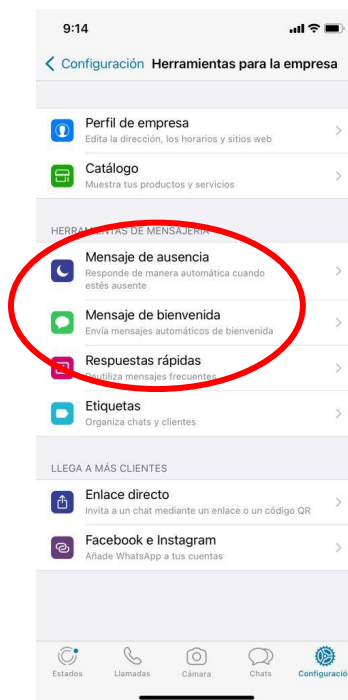 9:14
Configuración Herramientas para la empresa
Perfil de empresa
Edita la dirección, los horarios y sitios web
Catálogo
Muestra tus productos y servicios
HERRAMIENTAS DE MENSAJERÍA
Mensaje de ausencia
Responde de manera automática cuando
estés ausente
Mensaje de bienvenida
Envía mensajes automáticos de bienvenida
Respuestas rápidas
Reutiliza mensajes frecuentes
Etiquetas
Organiza chats y clientes
LLEGA A MÁS CLIENTES
Enlace directo
Invita a un chat mediante un enlace o un código QR
Facebook e Instagram
Añade WhatsApp a tus cuentas
Estados Llamadas Cámara Chats Configuració